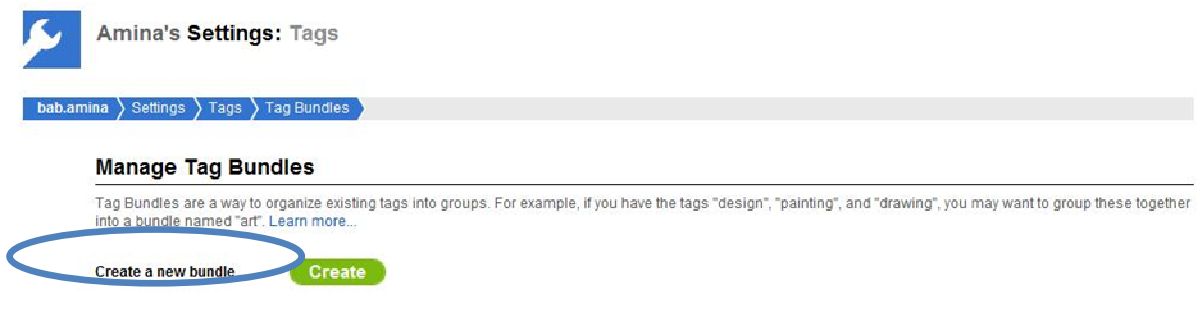 Amina's Settings: Tags
bab.amina Settings Tags Tag Bundles
Manage Tag Bundles
Tag Bundles are a way to organize existing tags into groups. For example, if you have the tags "design", "painting", and "drawing", you may want to group these together
into a bundle named "art". Learn more...
Create a new bundle Create